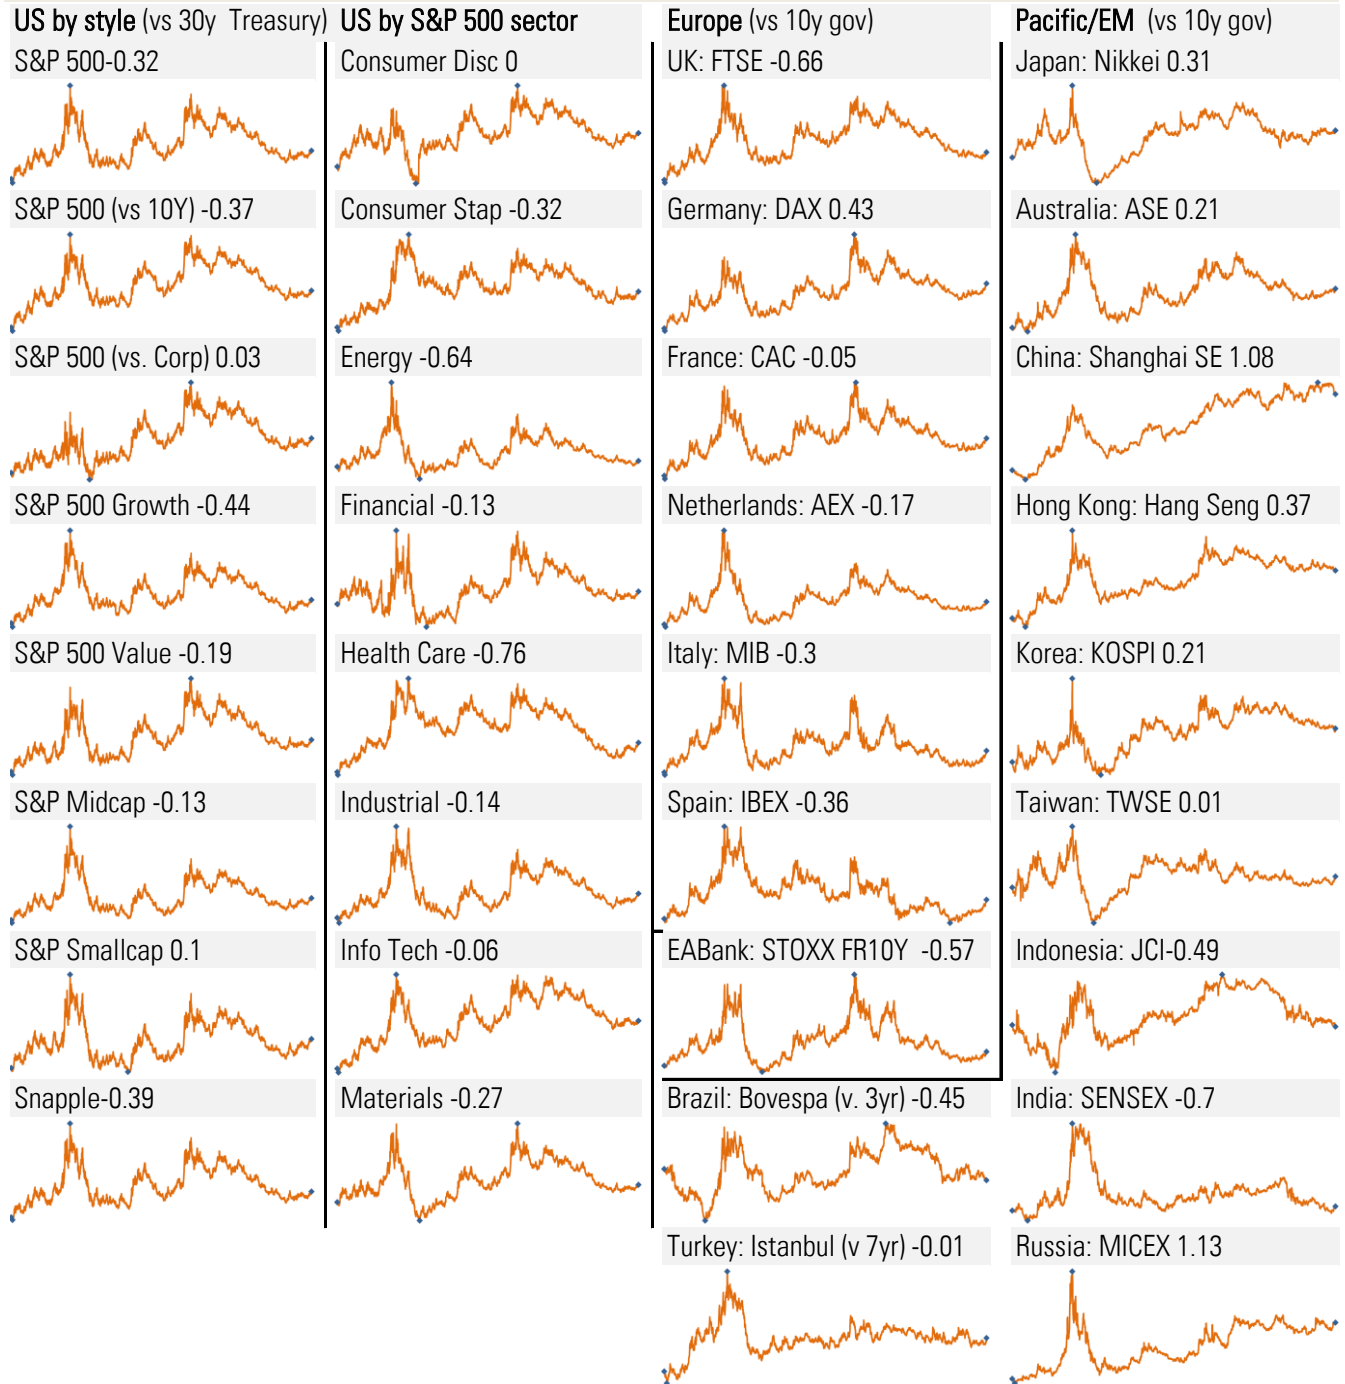 US by style (vs 30y Treasury)
S&P 500-0.32
S&P 500 (vs 10Y) -0.37
S&P 500 (vs. Corp) 0.03
S&P 500 Growth -0.44
S&P 500 Value -0.19
S&P Midcap -0.13
S&P Smallcap 0.1
Snapple-0.39
US by S&P 500 sector
Consumer Disc 0
Consumer Stap -0.32
Energy -0.64
Financial -0.13
Health Care -0.76
Industrial -0.14
Info Tech -0.06
Materials -0.27
Europe (vs 10y gov)
UK: FTSE -0.66
Germany: DAX 0.43
France: CAC -0.05
Netherlands: AEX -0.17
Italy: MIB -0.3
Spain: IBEX -0.36
EABank: STOXX FR10Y -0.57
Brazil: Bovespa (v. 3yr) -0.45
Turkey: Istanbul (v 7yr) -0.01
Pacific/EM (vs 10y gov)
Japan: Nikkei 0.31
Australia: ASE 0.21
China: Shanghai SE 1.08
Hong Kong: Hang Seng 0.37
Korea: KOSPI 0.21
Taiwan: TWSE 0.01
Indonesia: JCI-0.49
India: SENSEX -0.7
Russia: MICEX 1.13